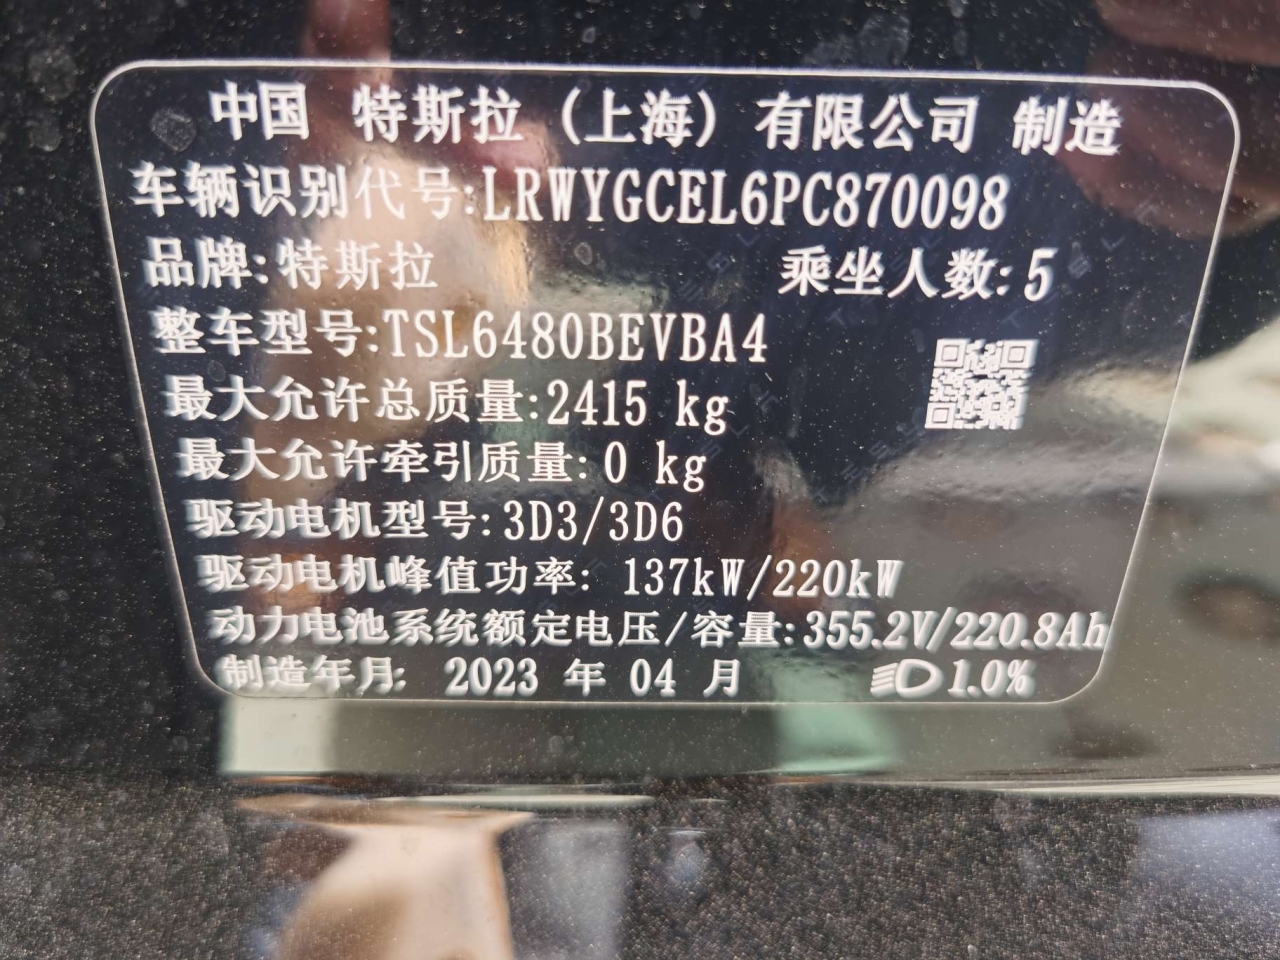 中国 特斯拉 (上海) 有限公司 制造
车辆识别代号:LRWYGCEL6PC870098
品牌:特斯拉 乘坐人数:5
整车型号:TSL6480BEVBA4
最大允许总质量:2415 kg
最大允许牵引质量:0 kg
驱动电机型号:3D3/3D6
驱动电机峰值功率: 137kW/220kW
动力电池系统额定电压/容量:355.2V/220.8Ah
制造年月: 2023 年 04 月 1.0%